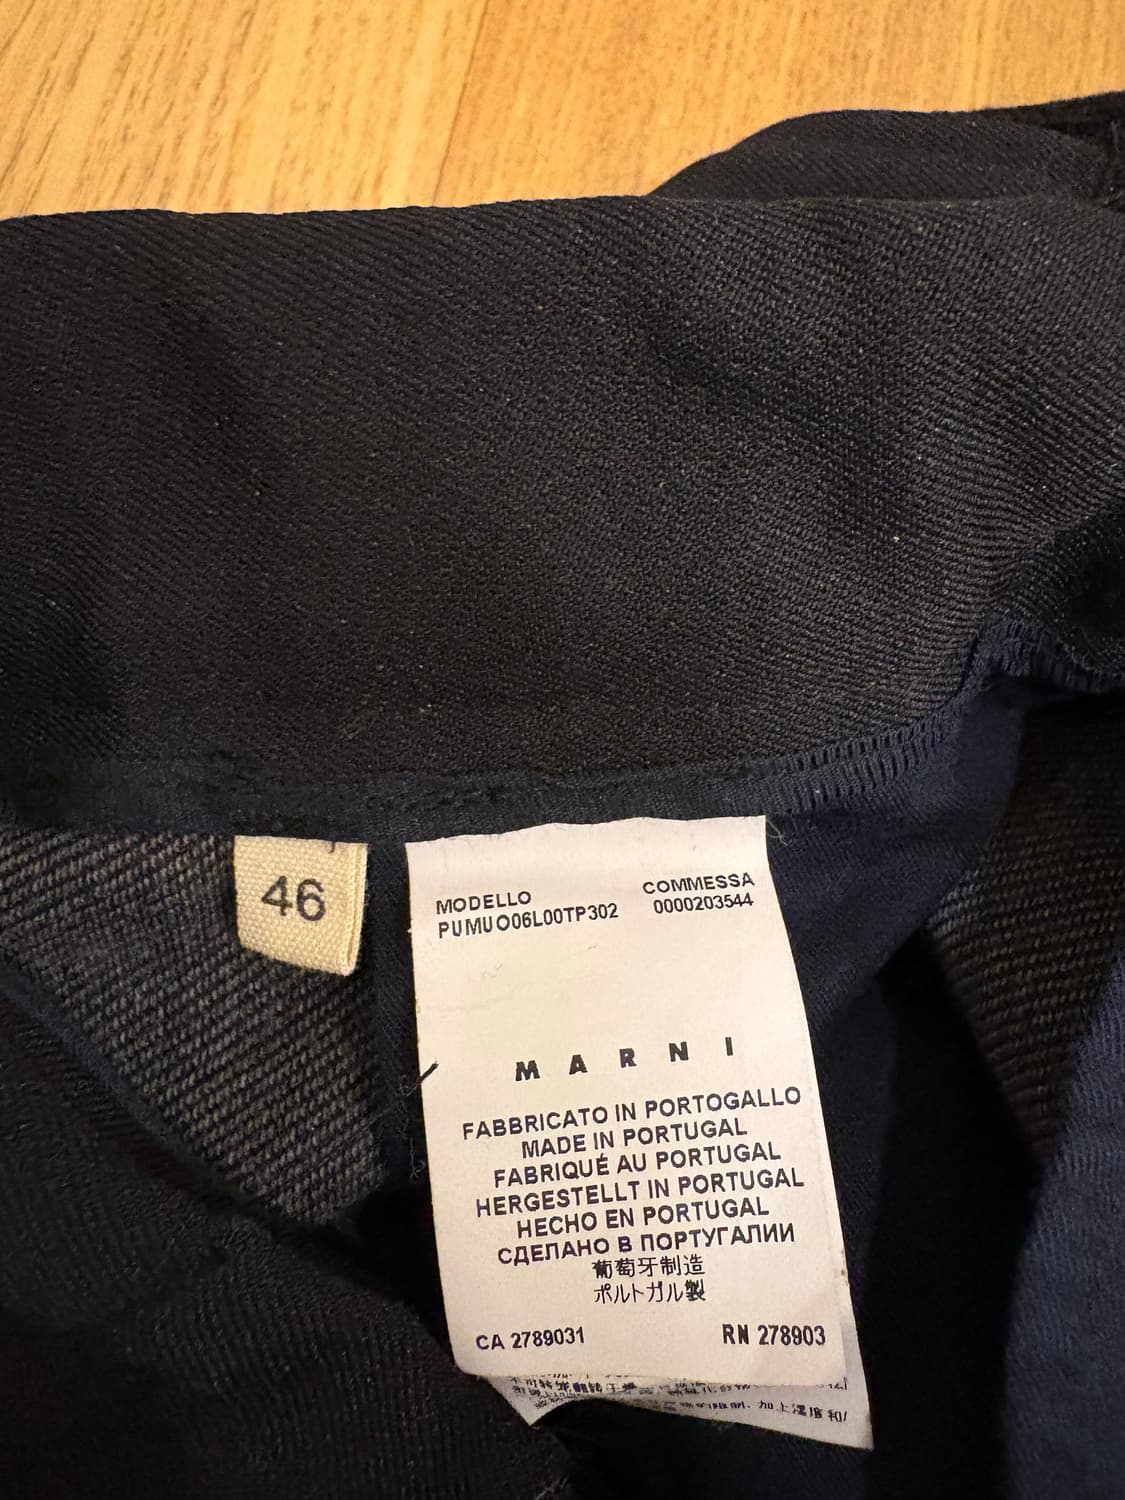 46
MODELLO
PUMUO06L00TP302
COMMESSA
0000203544
MARNI
FABBRICATO IN PORTOGALLO
MADE IN PORTUGAL
FABRIQUÉ AU PORTUGAL
HERGESTELLT IN PORTUGAL
HECHO EN PORTUGAL
СДЕЛАНО В ПОРТУГАЛИИ
葡萄牙制造
ポルトガル製
CA 2789031
RN 278903